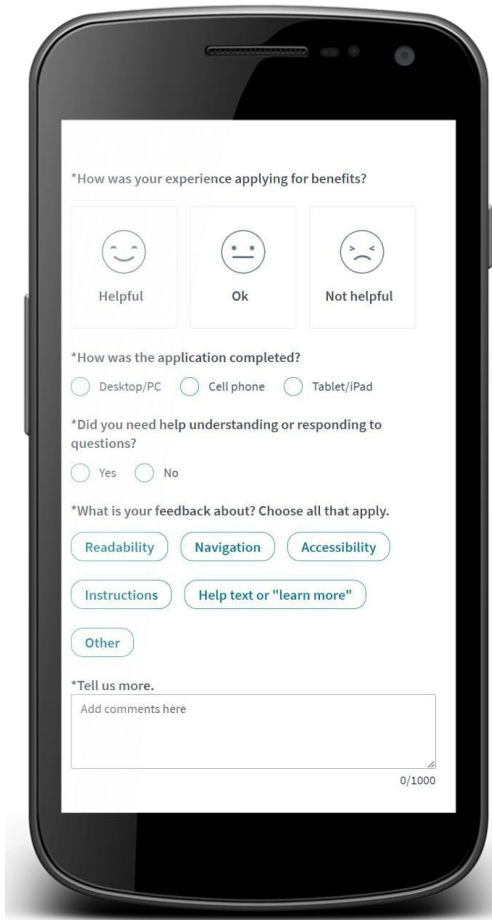 *How was your experience applying for benefits?
Helpful
Ok
Not helpful
*How was the application completed?
Desktop/PC
Cell phone
Tablet/iPad
*Did you need help understanding or responding to
questions?
Yes
No
*What is your feedback about? Choose all that apply.
Readability
Navigation
Accessibility
Instructions
Help text or "learn more"
Other
*Tell us more.
Add comments here
0/1000